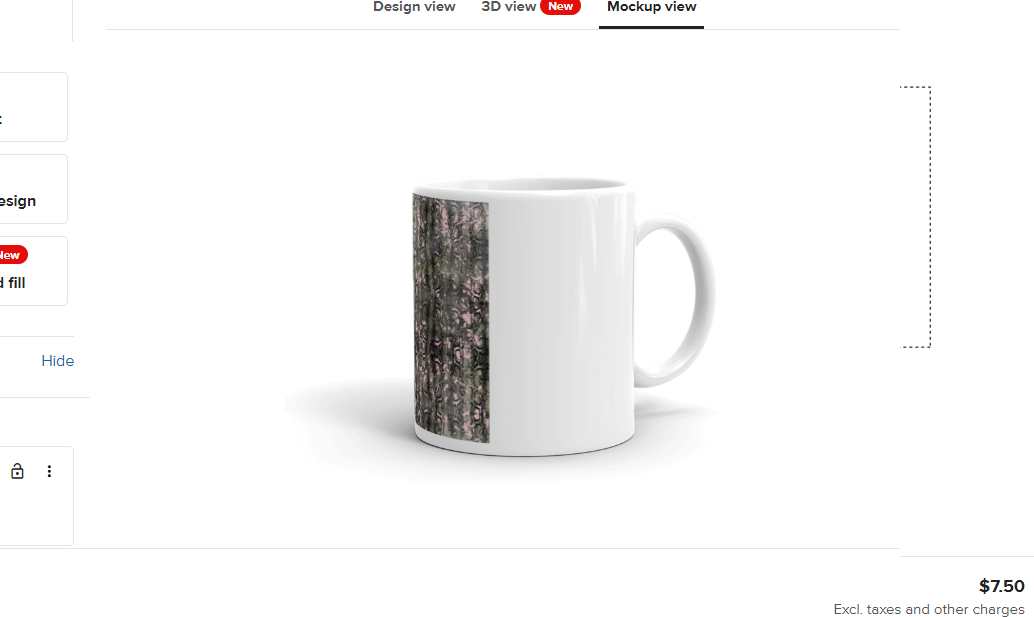 Design view 3D view New Mockup view
esign
New
d fill
Hide
$7.50
Excl. taxes and other charges